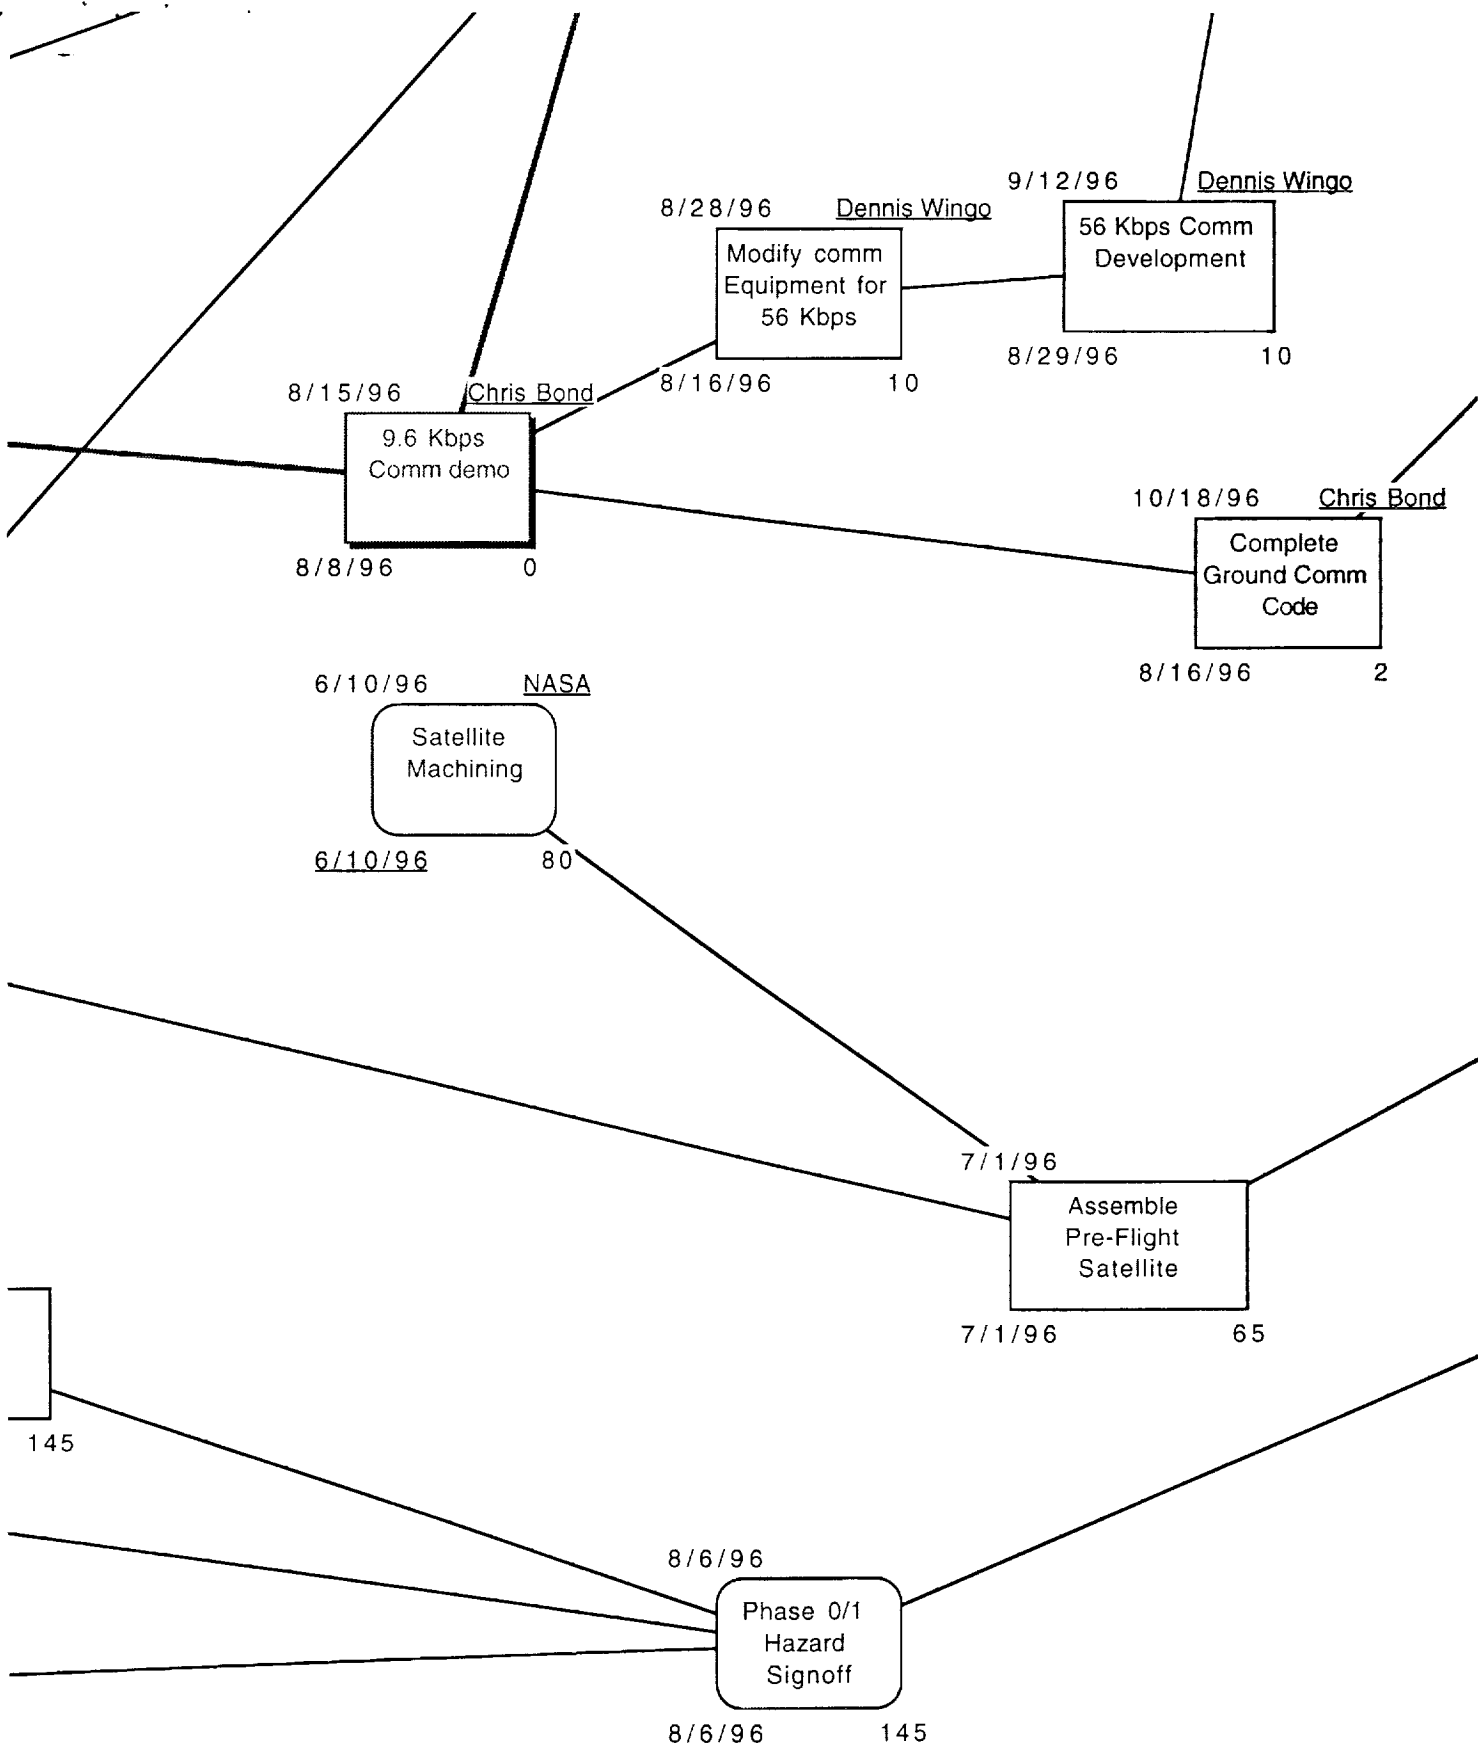 9/12/96 Dennis Wingo
56 Kbps Comm
Development
8/29/96 10
8/28/96 Dennis Wingo
Modify comm
Equipment for
56 Kbps
8/16/96 10
8/15/96 Chris Bond
9.6 Kbps
Comm demo
8/8/96 0
10/18/96 Chris Bond
Complete
Ground Comm
Code
8/16/96 2
6/10/96 NASA
Satellite
Machining
6/10/96 80
7/1/96
Assemble
Pre-Flight
Satellite
7/1/96 65
145
8/6/96
Phase 0/1
Hazard
Signoff
8/6/96 145